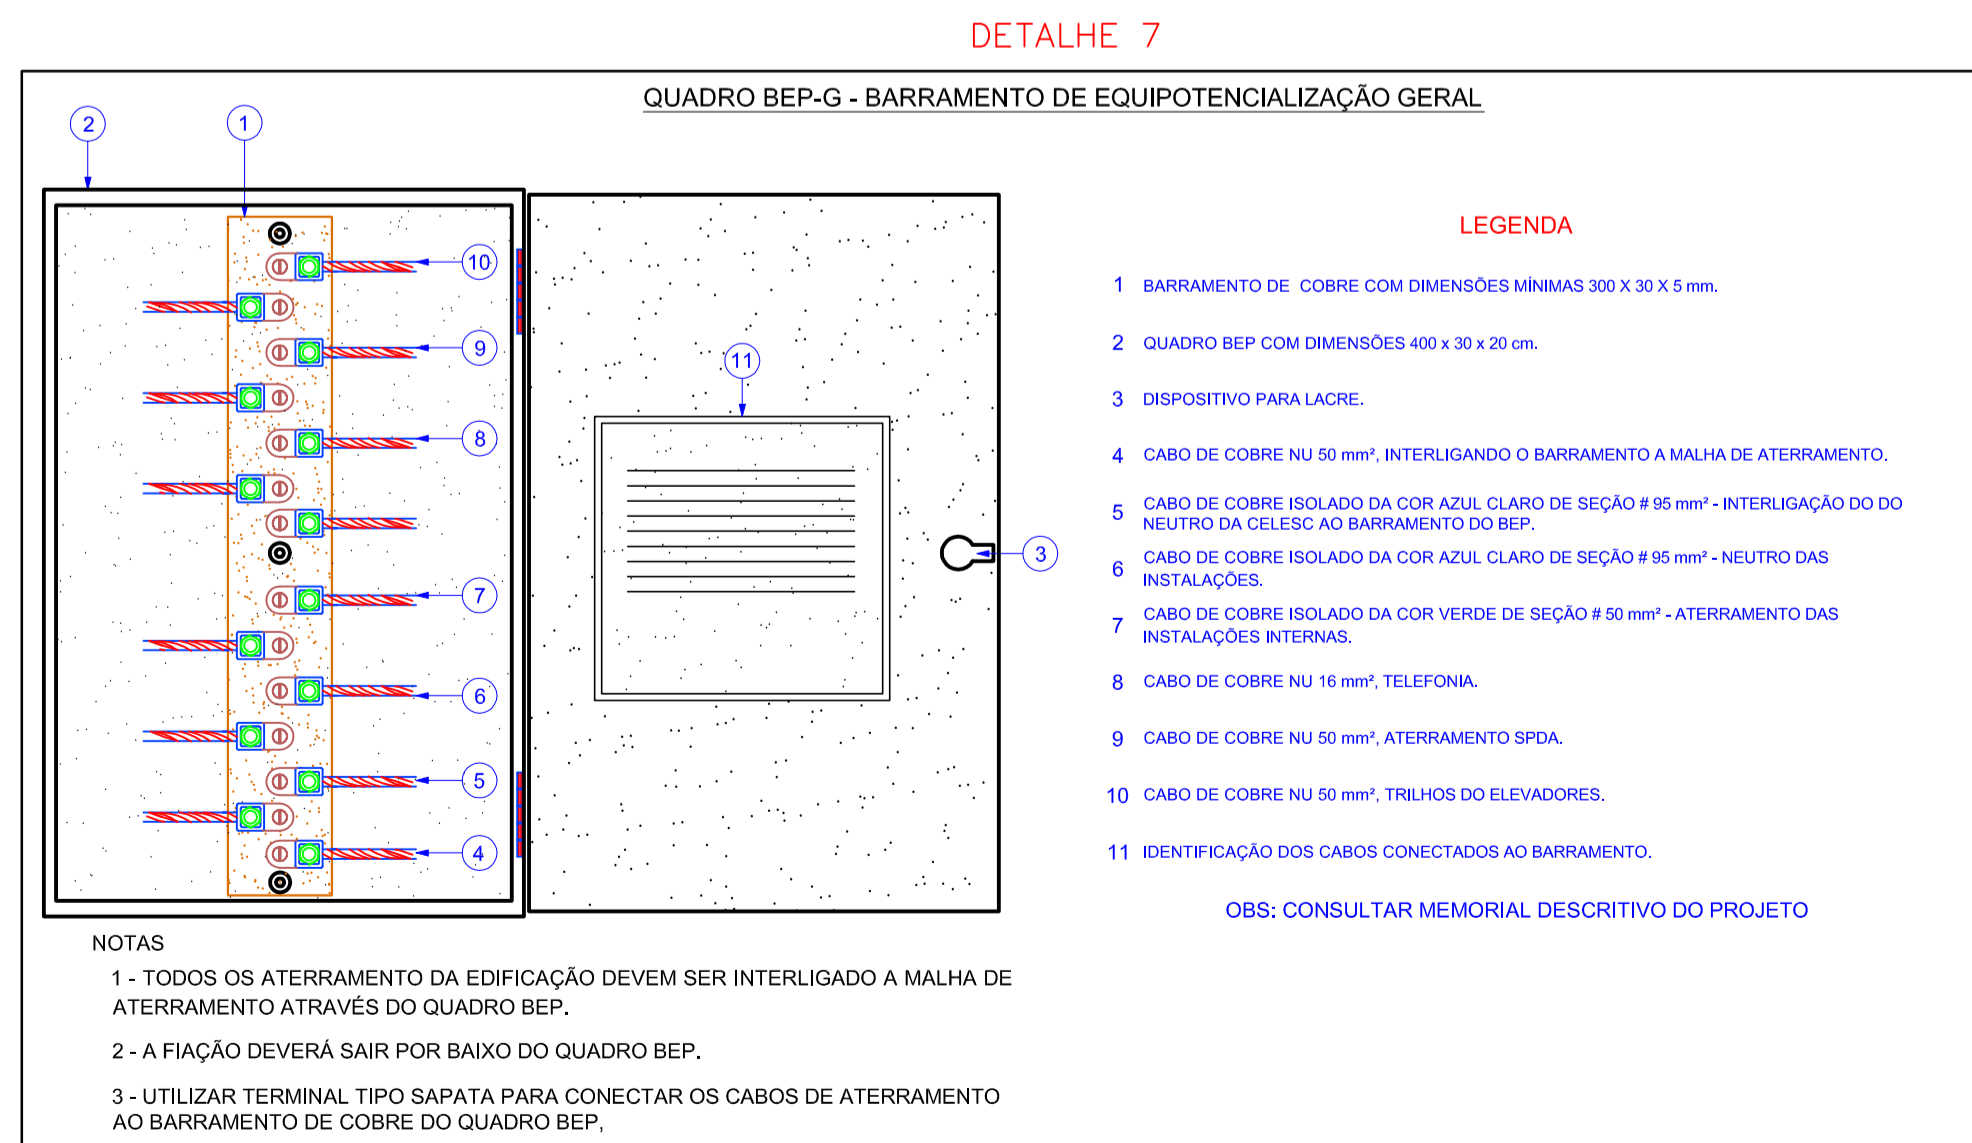 DETALHE 7
QUADRO BEP-G - BARRAMENTO DE EQUIPOTENCIALIZAÇÃO GERAL
2
1
10
9
8
7
6
5
4
11
3
LEGENDA
1 BARRAMENTO DE COBRE COM DIMENSÕES MÍNIMAS 300 X 30 X 5 mm.
2 QUADRO BEP COM DIMENSÕES 400 x 30 x 20 cm.
3 DISPOSITIVO PARA LACRE.
4 CABO DE COBRE NU 50 mm², INTERLIGANDO O BARRAMENTO A MALHA DE ATERRAMENTO.
5 CABO DE COBRE ISOLADO DA COR AZUL CLARO DE SEÇÃO # 95 mm² - INTERLIGAÇÃO DO DO
NEUTRO DA CELESC AO BARRAMENTO DO BEP.
6 CABO DE COBRE ISOLADO DA COR AZUL CLARO DE SEÇÃO # 95 mm² - NEUTRO DAS
INSTALAÇÕES.
7 CABO DE COBRE ISOLADO DA COR VERDE DE SEÇÃO # 50 mm² - ATERRAMENTO DAS
INSTALAÇÕES INTERNAS.
8 CABO DE COBRE NU 16 mm², TELEFONIA.
9 CABO DE COBRE NU 50 mm², ATERRAMENTO SPDA.
10 CABO DE COBRE NU 50 mm², TRILHOS DO ELEVADORES.
11 IDENTIFICAÇÃO DOS CABOS CONECTADOS AO BARRAMENTO.
OBS: CONSULTAR MEMORIAL DESCRITIVO DO PROJETO
NOTAS
1 - TODOS OS ATERRAMENTO DA EDIFICAÇÃO DEVEM SER INTERLIGADO A MALHA DE
ATERRAMENTO ATRAVÉS DO QUADRO BEP.
2 - A FIAÇÃO DEVERÁ SAIR POR BAIXO DO QUADRO BEP.
3 - UTILIZAR TERMINAL TIPO SAPATA PARA CONECTAR OS CABOS DE ATERRAMENTO
AO BARRAMENTO DE COBRE DO QUADRO BEP,